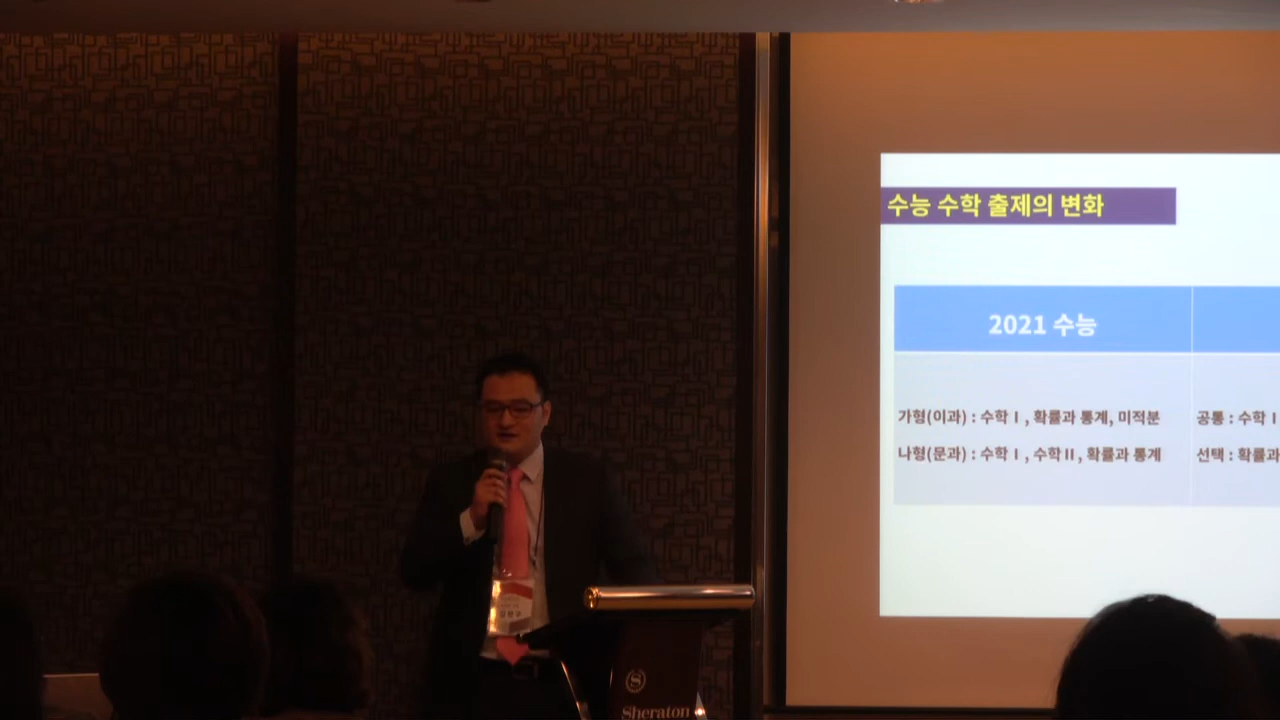 수능 수학 출제의 변화
2021 수능
가형(이과) : 수학 I , 확률과 통계, 미적분
공통 : 수학 I
나형(문과) : 수학 I , 수학 II , 확률과 통계
선택 : 확률과
S
Sheraton